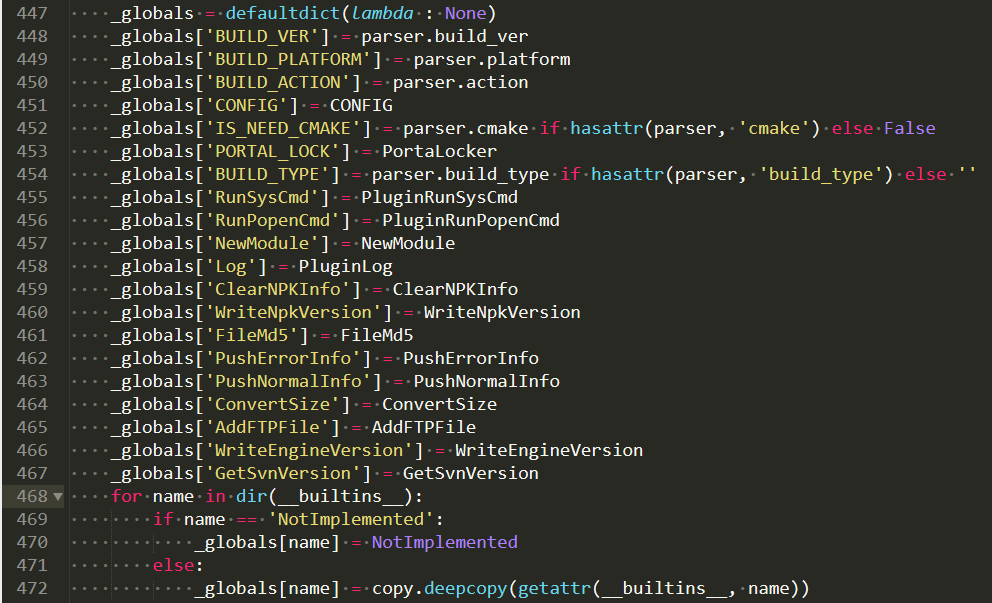 447 _globals = defaultdict(lambda : None)
448 _globals['BUILD_VER'] = parser.build_ver
449 _globals['BUILD_PLATFORM'] = parser.platform
450 _globals['BUILD_ACTION'] = parser.action
451 _globals['CONFIG'] = CONFIG
452 _globals['IS_NEED_CMAKE'] = parser.cmake if hasattr(parser, 'cmake') else False
453 _globals['PORTAL_LOCK'] = PortaLocker
454 _globals['BUILD_TYPE'] = parser.build_type if hasattr(parser, 'build_type') else ''
455 _globals['RunSysCmd'] = PluginRunSysCmd
456 _globals['RunPopenCmd'] = PluginRunPopenCmd
457 _globals['NewModule'] = NewModule
458 _globals['Log'] = PluginLog
459 _globals['ClearNPKInfo'] = ClearNPKInfo
460 _globals['WriteNpkVersion'] = WriteNpkVersion
461 _globals['FileMd5'] = FileMd5
462 _globals['PushErrorInfo'] = PushErrorInfo
463 _globals['PushNormalInfo'] = PushNormalInfo
464 _globals['ConvertSize'] = ConvertSize
465 _globals['AddFTPFile'] = AddFTPFile
466 _globals['WriteEngineVersion'] = WriteEngineVersion
467 _globals['GetSvnVersion'] = GetSvnVersion
468 for name in dir(__builtins__):
469 if name == 'NotImplemented':
470 _globals[name] = NotImplemented
471 else:
472 _globals[name] = copy.deepcopy(getattr(__builtins__, name))